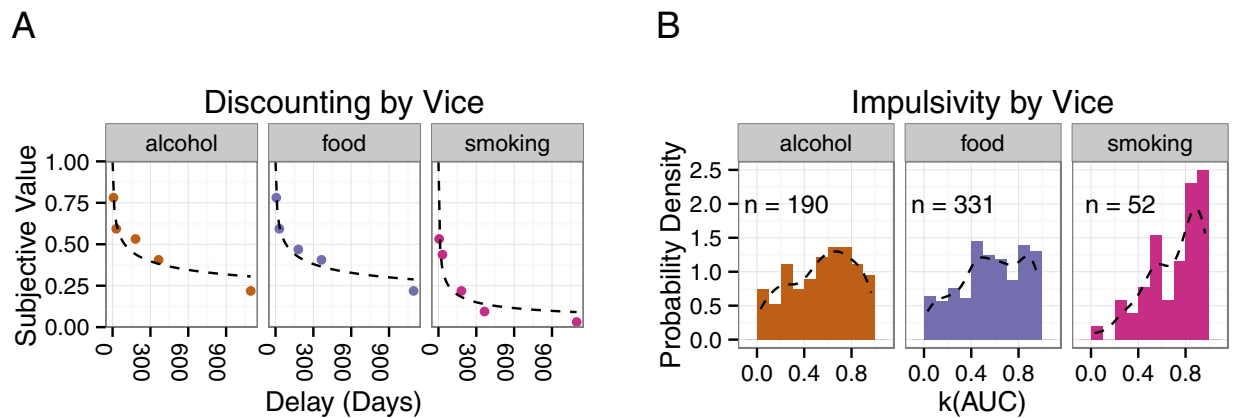 A
Discounting by Vice
alcohol food smoking
Subjective Value
1.00
0.75
0.50
0.25
0.00
0 300 600 900 0 300 600 900 0 300 600 900
Delay (Days)
B
Impulsivity by Vice
alcohol food smoking
Probability Density
2.5
2.0
1.5
1.0
0.5
0.0
n = 190 n = 331 n = 52
0.0 0.4 0.8 0.0 0.4 0.8 0.0 0.4 0.8
k(AUC)